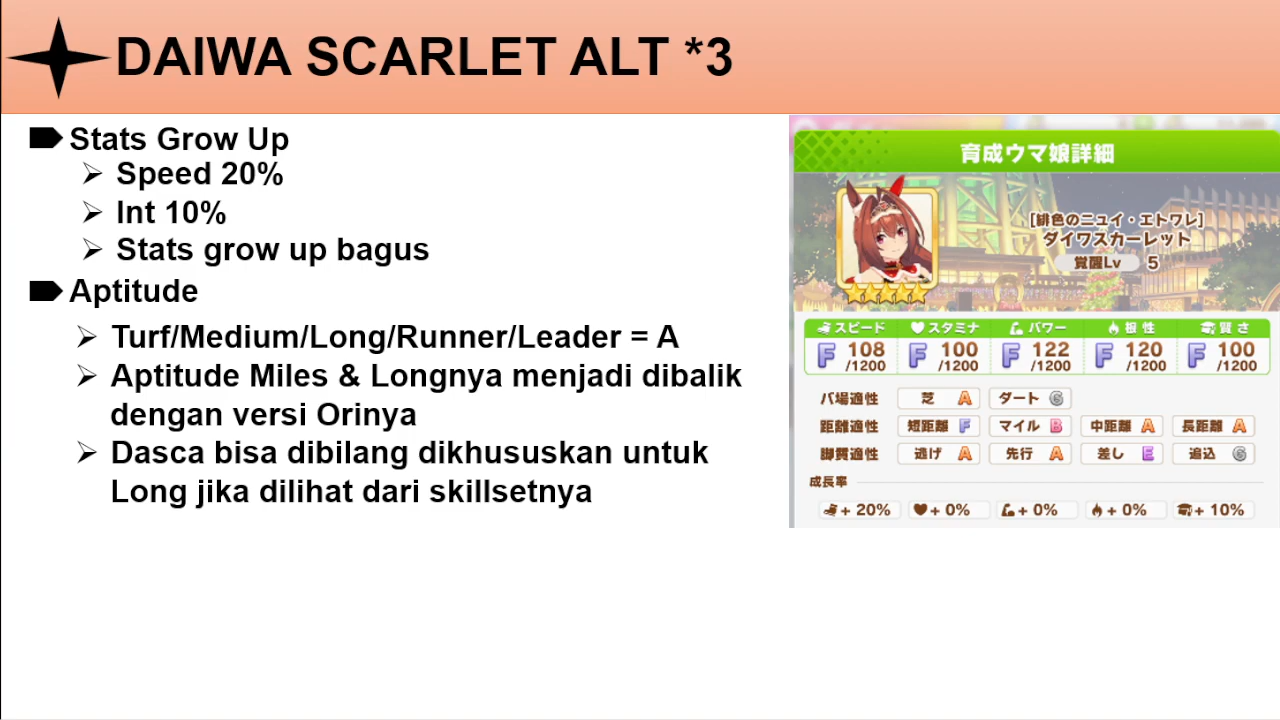 DAIWA SCARLET ALT *3
Stats Grow Up
Speed 20%
Int 10%
Stats grow up bagus
Aptitude
Turf/Medium/Long/Runner/Leader = A
Aptitude Miles & Longnya menjadi dibalik
dengan versi Orinya
Dasca bisa dibilang dikhususkan untuk
Long jika dilihat dari skillsetnya
育成ウマ娘詳細
[緋色のニュイ・エトワレ]
ダイワスカーレット
覚醒Lv 5
スピード スタミナ パワー 根性 賢さ
F 108 F 100 F 122 F 120 F 100
/1200 /1200 /1200 /1200 /1200
バ場適性 芝 A ダート G
距離適性 短距離 F マイル B 中距離 A 長距離 A
脚質適性 逃げ A 先行 A 差し E 追込 G
成長率
+ 20% + 0% + 0% + 0% + 10%